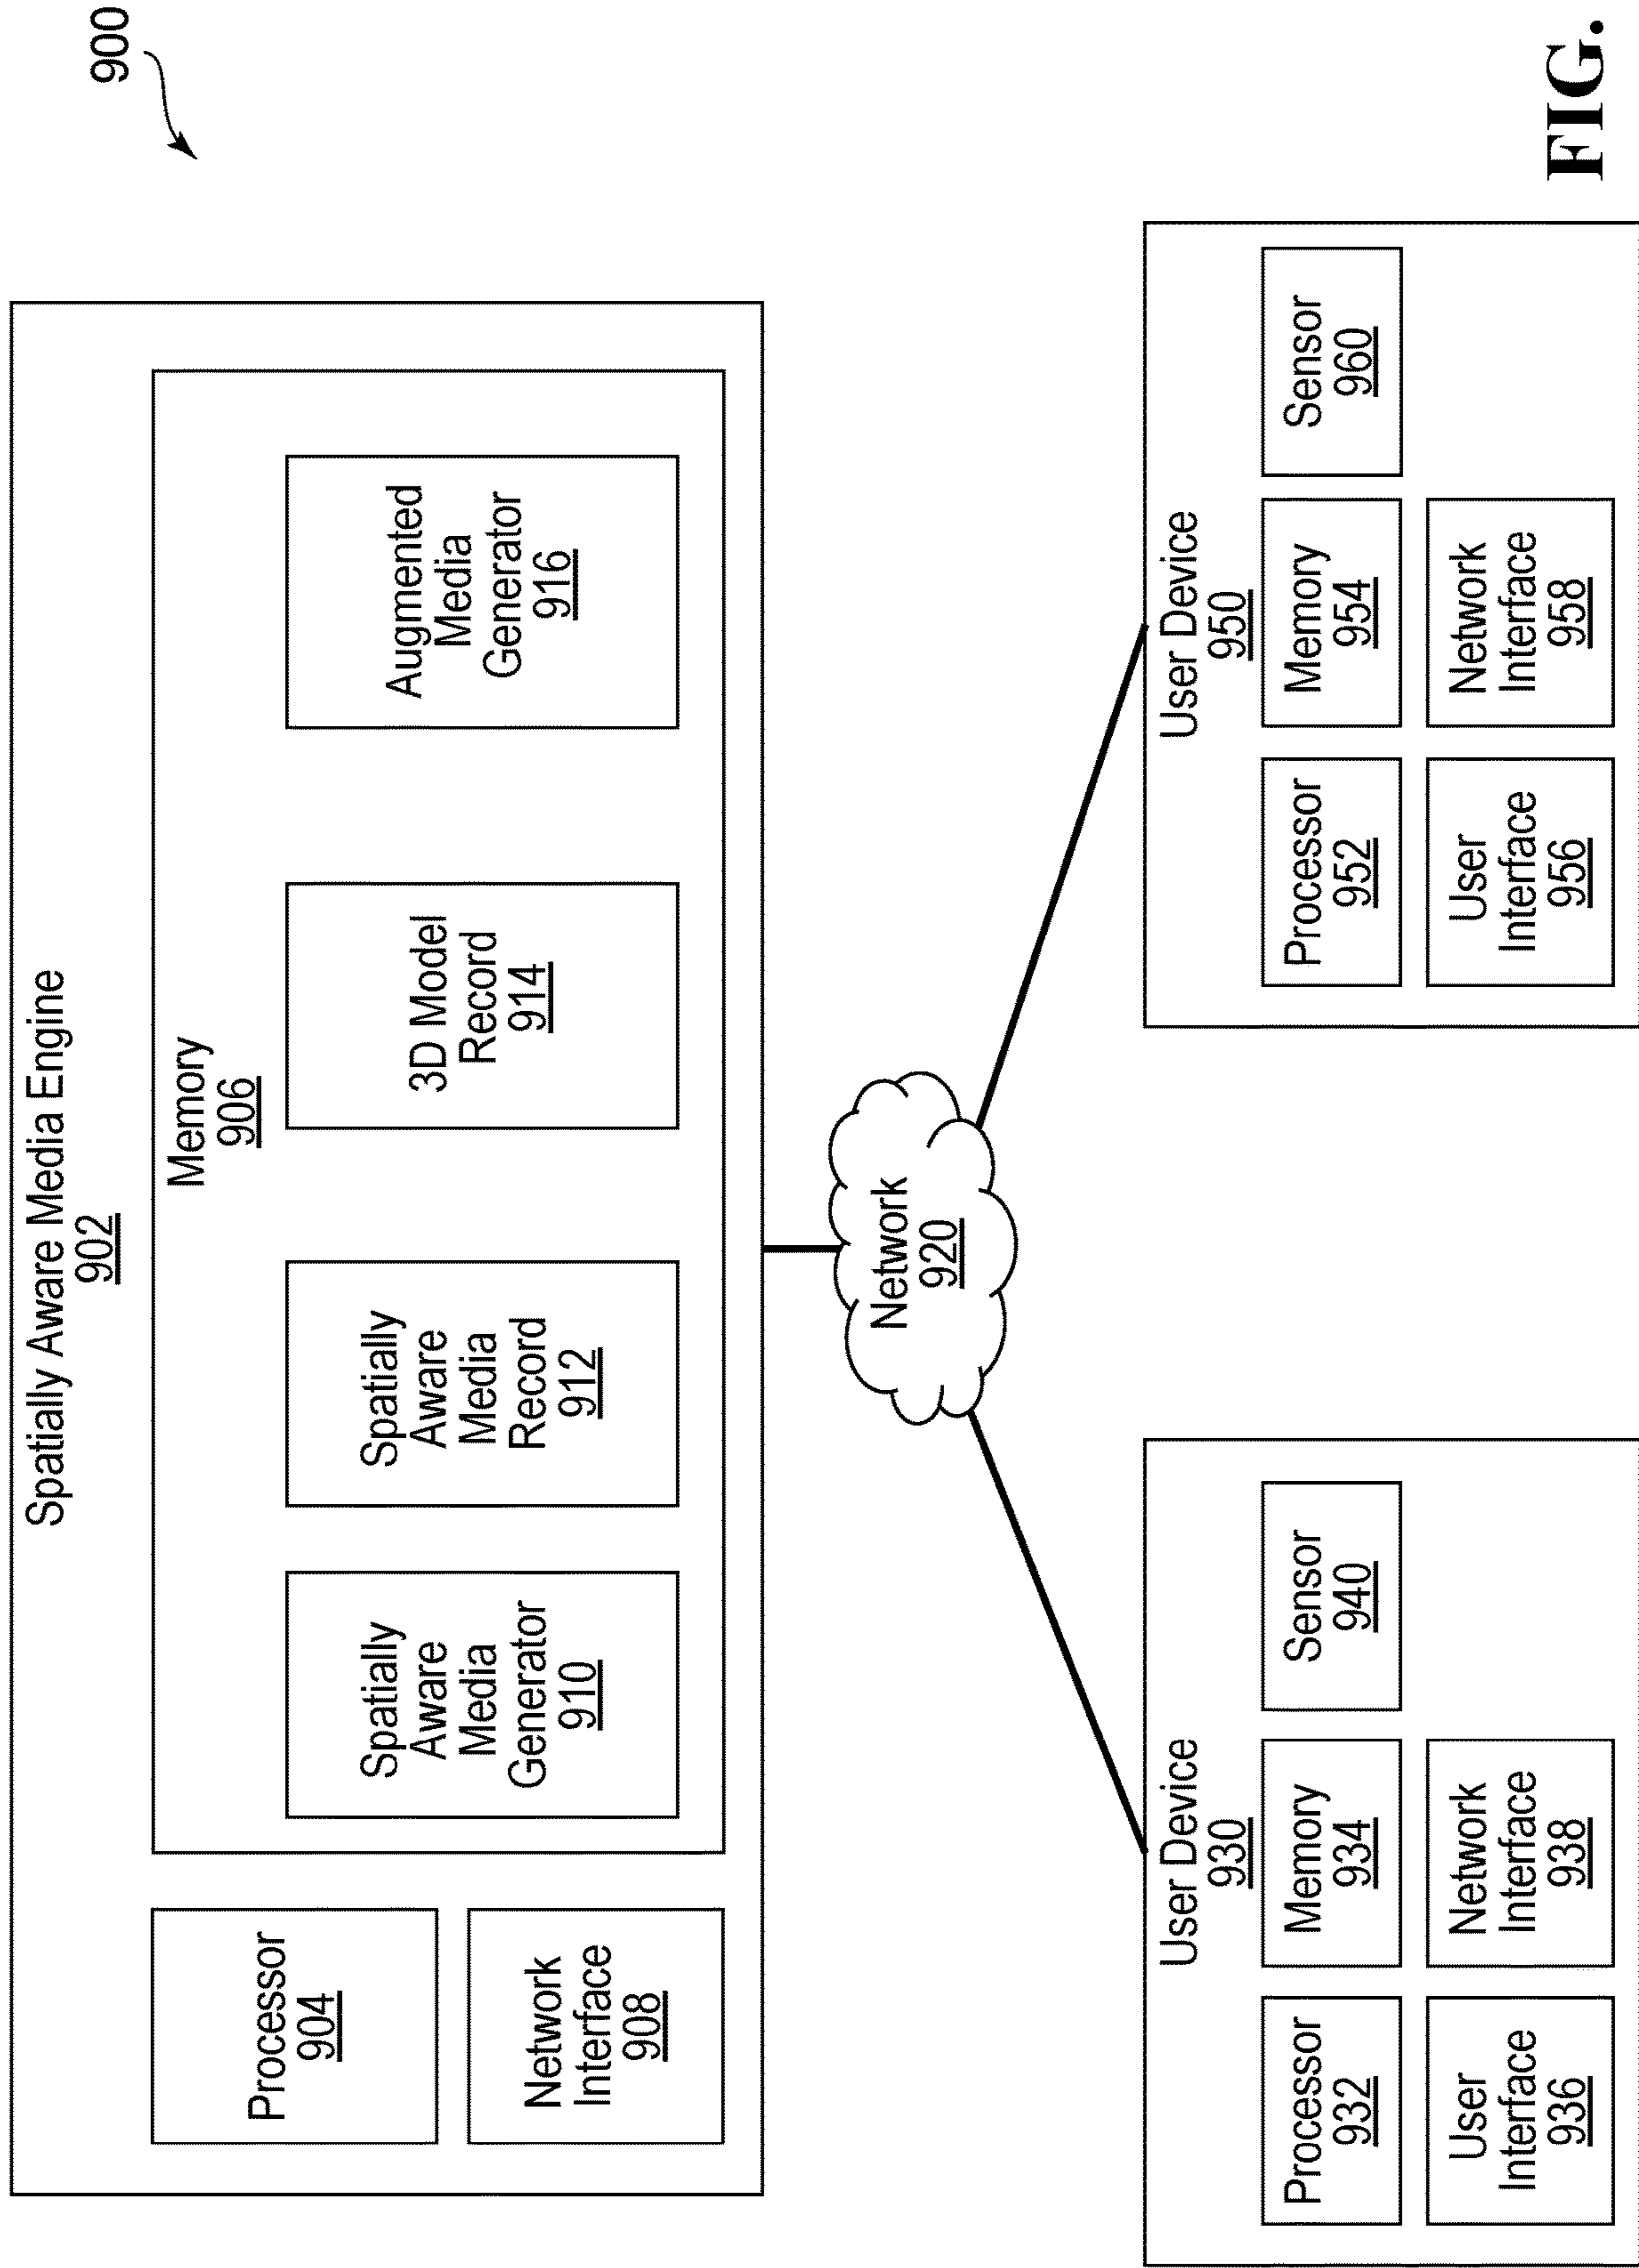 900
Spatially Aware Media Engine
902
Processor
904
Network
Interface
908
Memory
906
Spatially
Aware
Media
Generator
910
Spatially
Aware
Media
Record
912
3D Model
Record
914
Augmented
Media
Generator
916
Network
920
User Device
930
Processor
932
Memory
934
Sensor
940
User
Interface
936
Network
Interface
938
User Device
950
Processor
952
Memory
954
Sensor
960
User
Interface
956
Network
Interface
958
FIG.